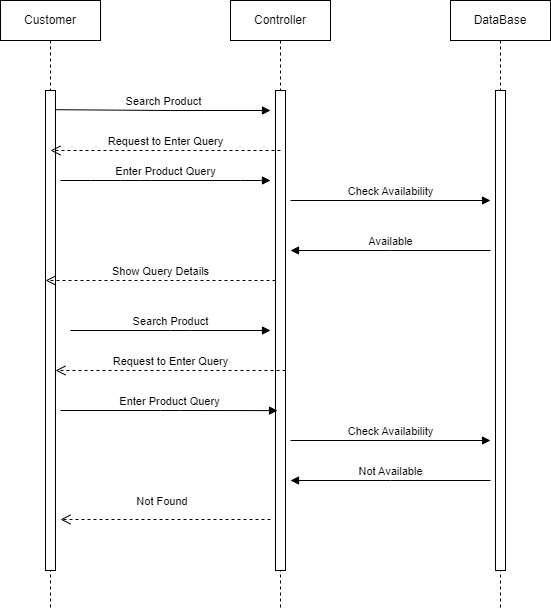 Customer
Controller
DataBase
Search Product
Request to Enter Query
Enter Product Query
Check Availability
Available
Show Query Details
Search Product
Request to Enter Query
Enter Product Query
Check Availability
Not Available
Not Found